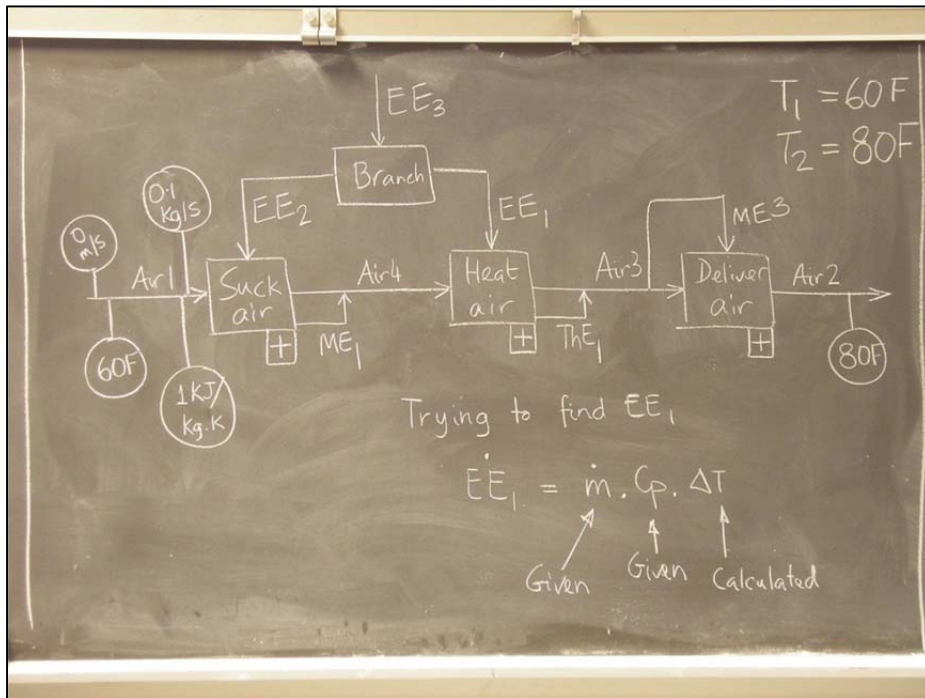 EE3
T1 = 60F
T2 = 80F
Branch
0.1
kg/s
EE2
EE1
ME3
0
m/s
Air1
Suck
air
Air4
Heat
air
Air3
Deliver
air
Air2
+
ME1
+
ThE1
+
60F
80F
1KJ/
kg.K
Trying to find EE1
ĖE1 = ṁ . Cp . ΔT
Given
Given
Calculated